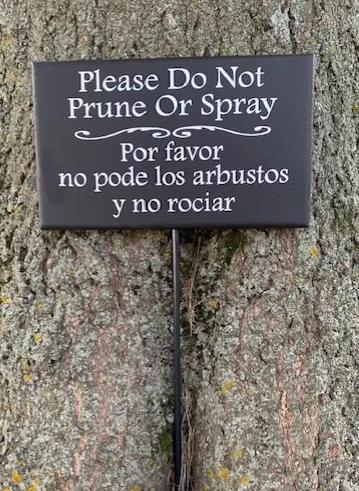 Please Do Not
Prune Or Spray
Por favor
no pode los arbustos
y no rociar